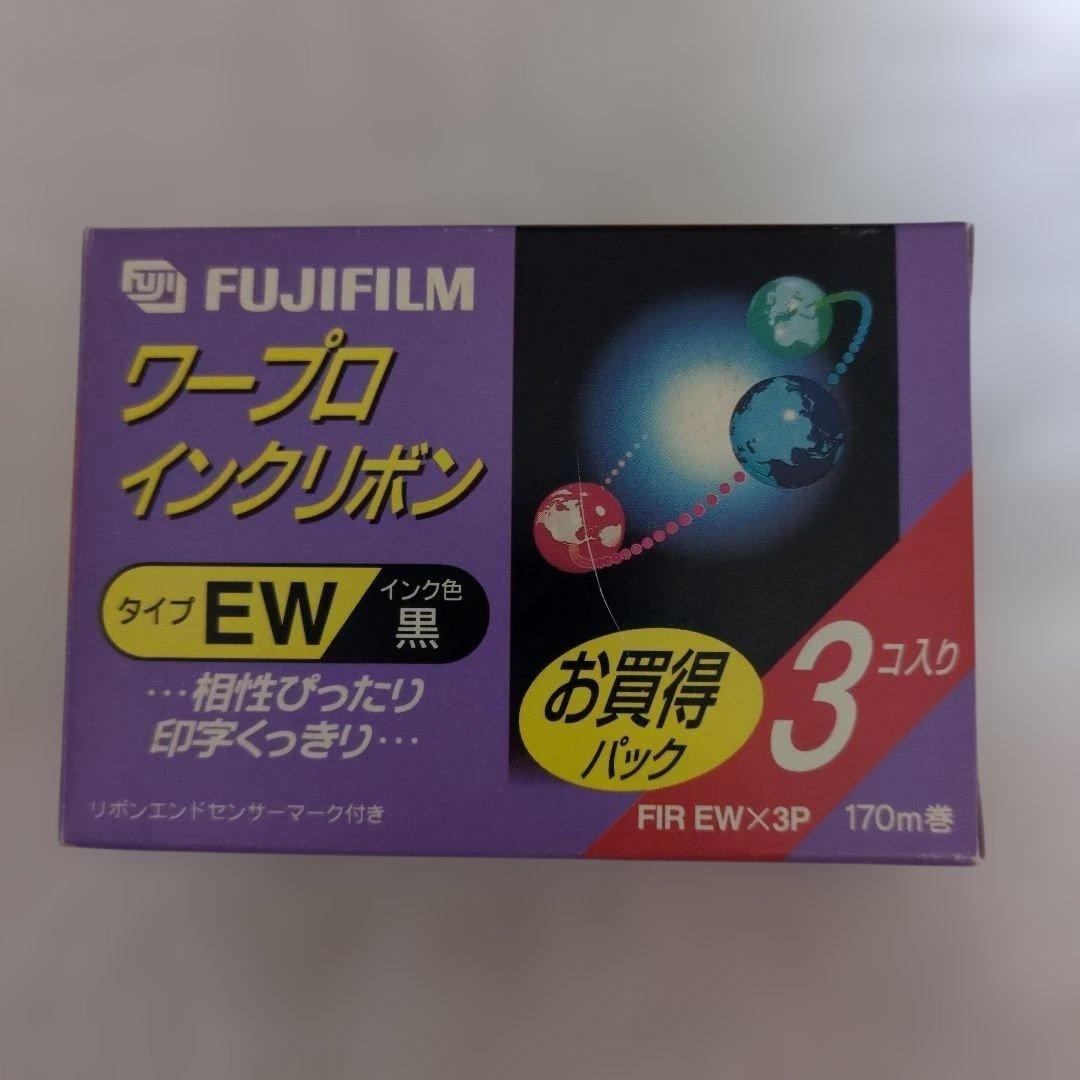 Fuji FUJIFILM
ワープロ
インクリボン
タイプ EW インク色 黒
…相性ぴったり
印字くっきり…
リボンエンドセンサーマーク付き
お買得
パック
3コ入り
FIR EW×3P 170m巻